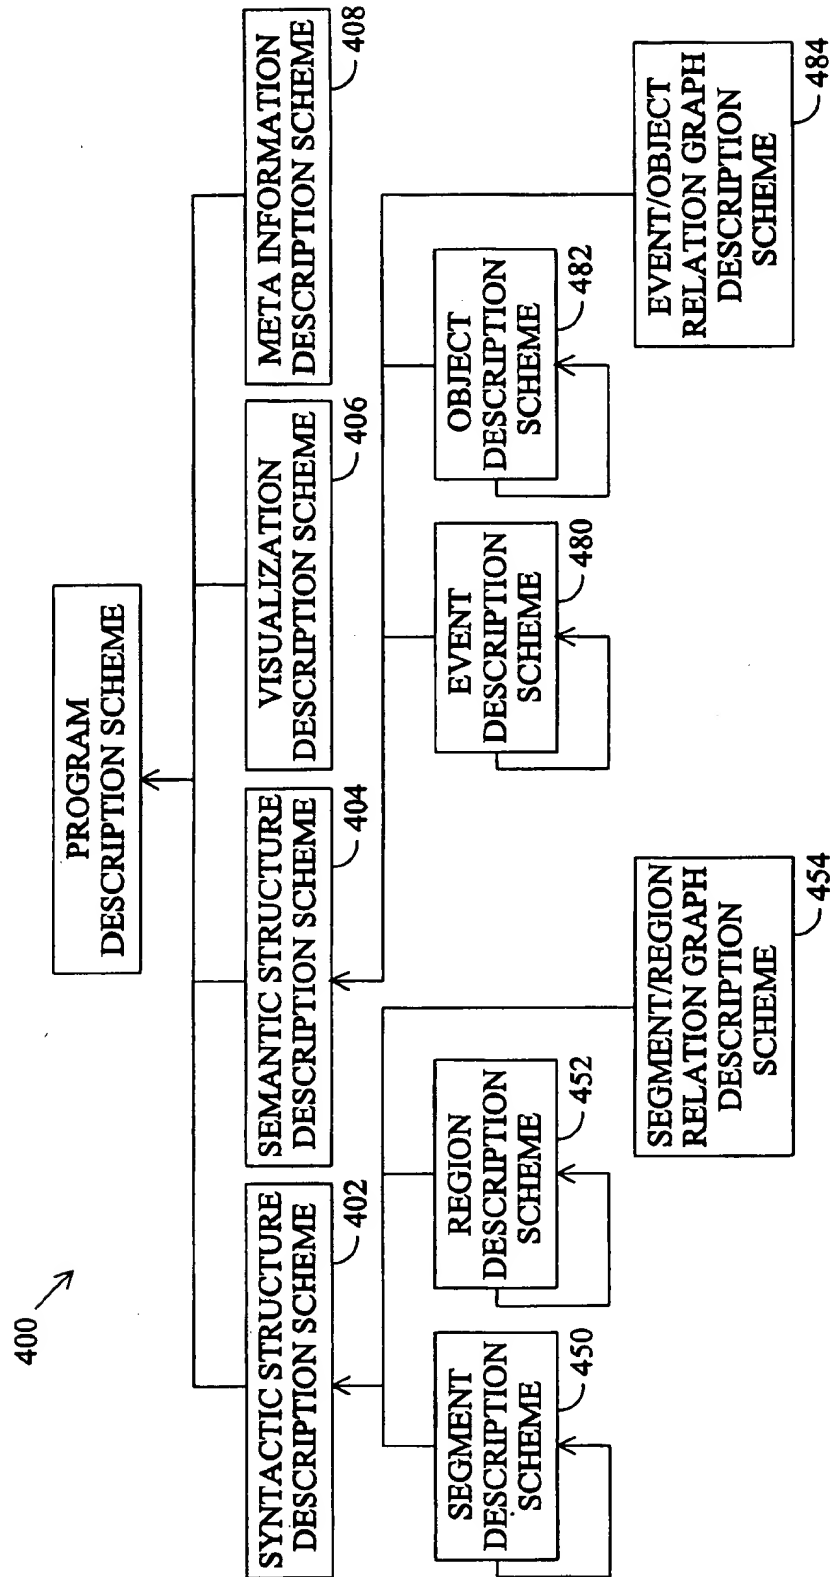 400
PROGRAM
DESCRIPTION SCHEME
SYNTACTIC STRUCTURE
DESCRIPTION SCHEME
402
SEMANTIC STRUCTURE
DESCRIPTION SCHEME
404
VISUALIZATION
DESCRIPTION SCHEME
406
META INFORMATION
DESCRIPTION SCHEME
408
SEGMENT
DESCRIPTION
SCHEME
450
REGION
DESCRIPTION
SCHEME
452
EVENT
DESCRIPTION
SCHEME
480
OBJECT
DESCRIPTION
SCHEME
482
SEGMENT/REGION
RELATION GRAPH
DESCRIPTION
SCHEME
454
EVENT/OBJECT
RELATION GRAPH
DESCRIPTION
SCHEME
484